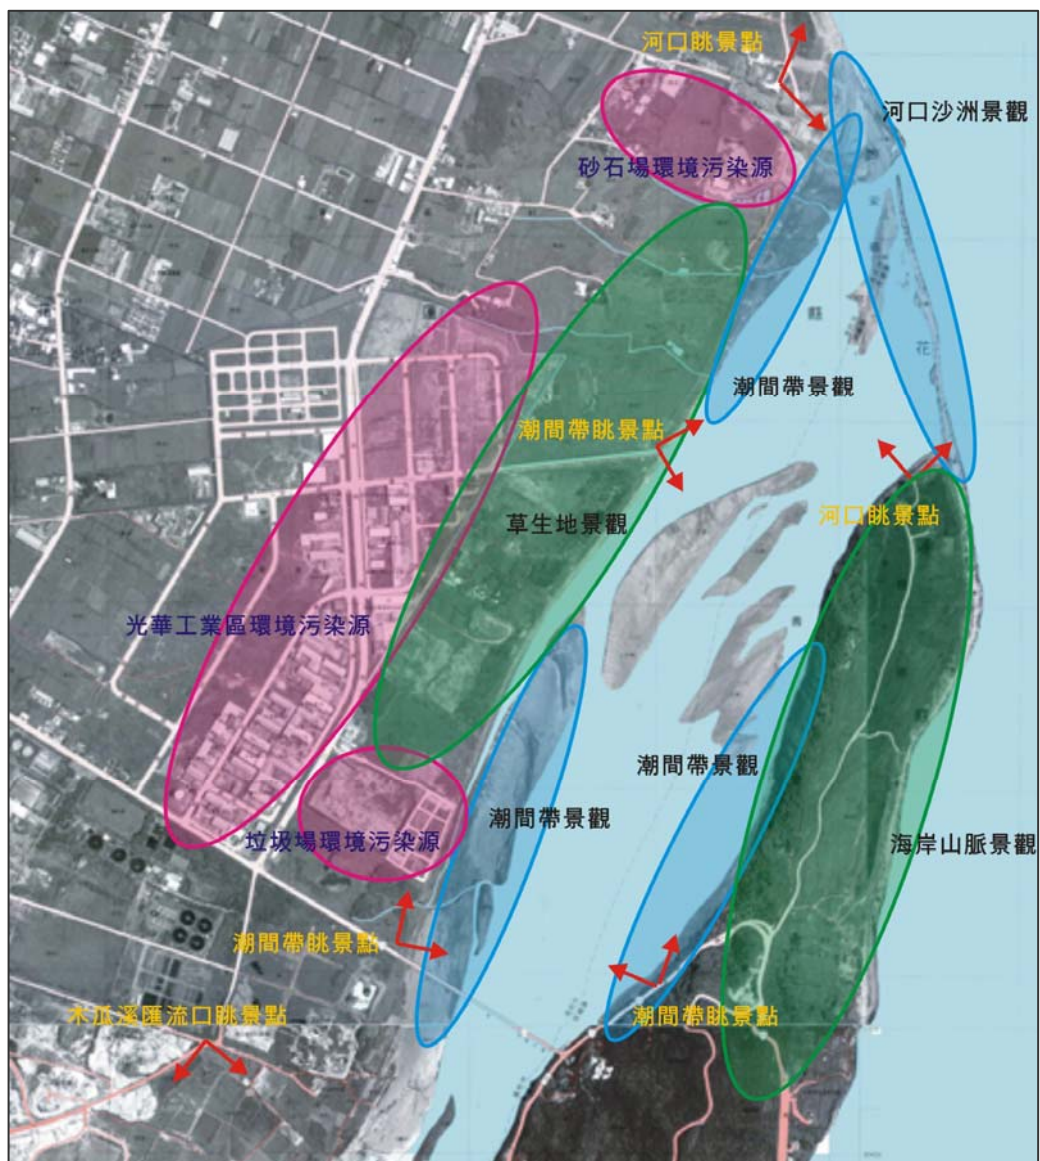 河口眺景點
河口沙洲景觀
砂石場環境污染源
潮間帶景觀
潮間帶眺景點
河口眺景點
草生地景觀
光華工業區環境污染源
潮間帶景觀
潮間帶景觀
垃圾場環境污染源
海岸山脈景觀
潮間帶眺景點
木瓜溪匯流口眺景點
潮間帶眺景點
縣
花